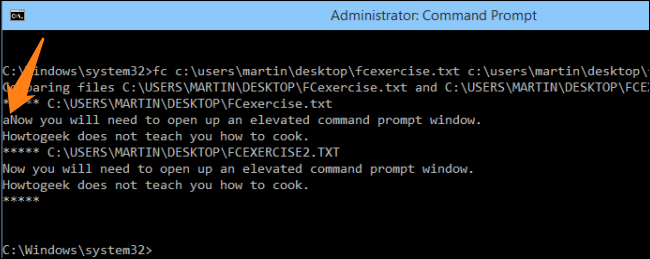 Administrator: Command Prompt
C:\Windows\system32>fc c:\users\martin\desktop\fcexercise.txt c:\users\martin\desktop\
Comparing files C:\USERS\MARTIN\DESKTOP\FCexercise.txt and C:\USERS\MARTIN\DESKTOP\FCE
***** C:\USERS\MARTIN\DESKTOP\FCexercise.txt
aNow you will need to open up an elevated command prompt window.
Howtogeek does not teach you how to cook.
***** C:\USERS\MARTIN\DESKTOP\FCEXERCISE2.TXT
Now you will need to open up an elevated command prompt window.
Howtogeek does not teach you how to cook.
*****
C:\Windows\system32>